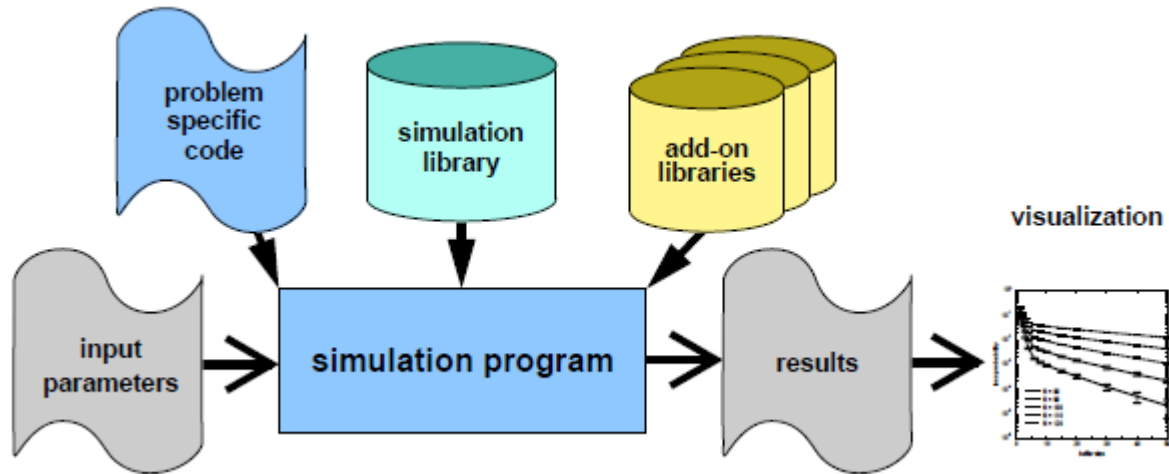 problem
specific
code
simulation
library
add-on
libraries
visualization
input
parameters
simulation program
results